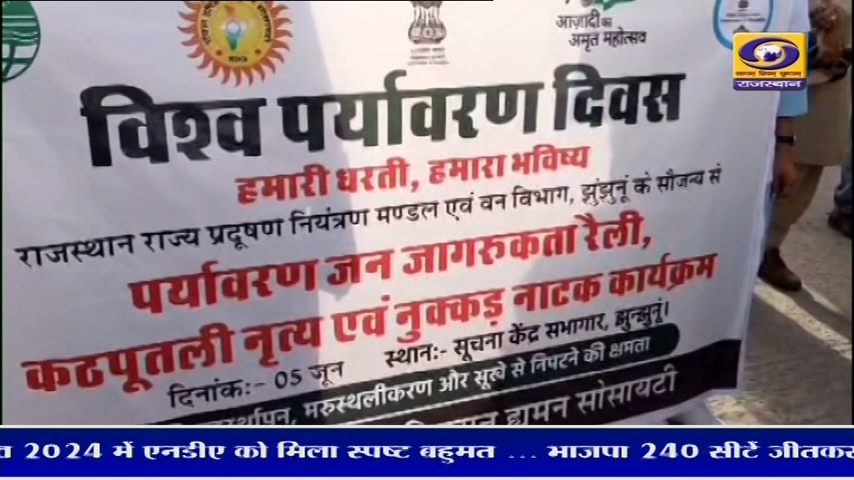 आज़ादी का
अमृत महोत्सव
राजस्थान
विश्व पर्यावरण दिवस
हमारी धरती, हमारा भविष्य
राजस्थान राज्य प्रदूषण नियंत्रण मण्डल एवं वन विभाग, झुंझुनूं के सौजन्य से
पर्यावरण जन जागरुकता रैली,
कठपूतली नृत्य एवं नुक्कड़ नाटक कार्यक्रम
दिनांक:- 05 जून स्थान:- सूचना केंद्र सभागार, झुन्झुनूं।
मरुस्थलीकरण और सूखे से निपटने की क्षमता
ह्यूमन सोसायटी
2024 में एनडीए को मिला स्पष्ट बहुमत ... भाजपा 240 सीटें जीतकर